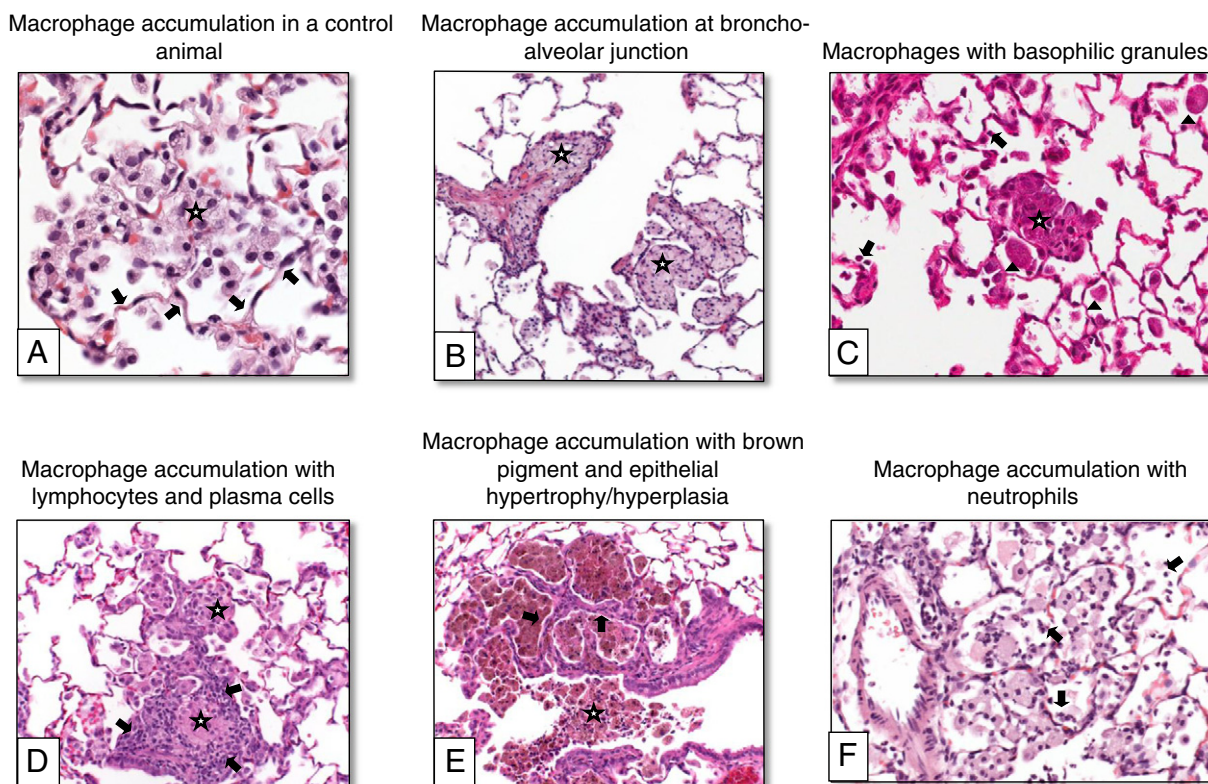 Macrophage accumulation in a control
animal
Macrophage accumulation at broncho-
alveolar junction
Macrophages with basophilic granules
A
B
C
Macrophage accumulation with
lymphocytes and plasma cells
Macrophage accumulation with brown
pigment and epithelial
hypertrophy/hyperplasia
Macrophage accumulation with
neutrophils
D
E
F